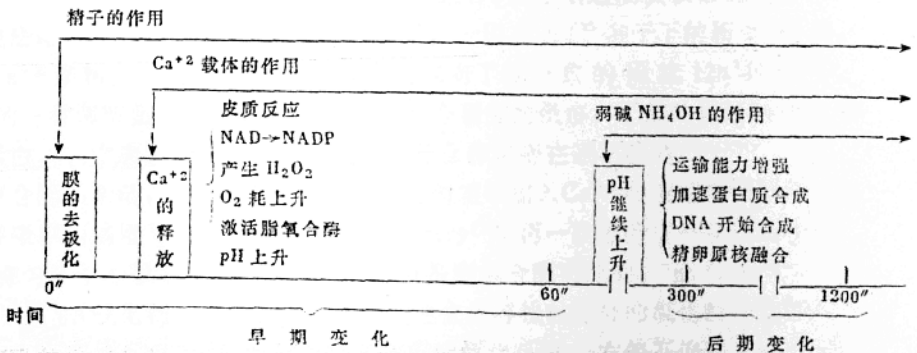 精子的作用
Ca+2 载体的作用
皮质反应
弱碱 NH4OH 的作用
NAD→NADP
产生 H2O2
O2 耗上升
激活脂氧合酶
pH 上升
膜的去极化
Ca+2的释放
pH继续上升
运输能力增强
加速蛋白质合成
DNA 开始合成
精卵原核融合
0″
60″
300″
1200″
时间
早期变化
后期变化